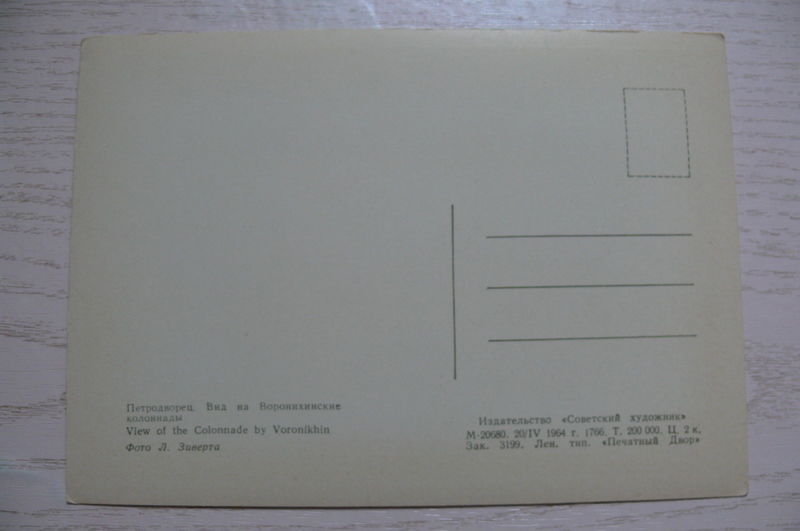 Петродворец. Вид на Воронихинские
колоннады
View of the Colonnade by Voronikhin
Фото Л. Зиверта
Издательство «Советский художник»
М-20680. 20/IV 1964 г. 1766. Т. 200 000. Ц. 2 к.
Зак. 3199. Лен. тип. «Печатный Двор»